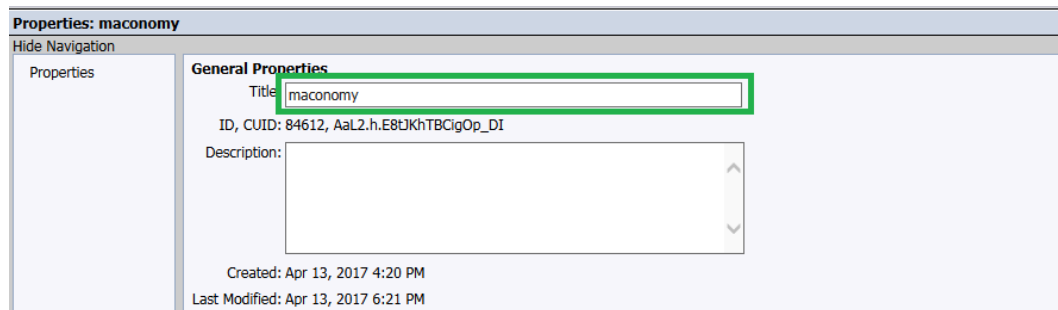 Properties: maconomy
Hide Navigation
Properties
General Properties
Title maconomy
ID, CUID: 84612, AaL2.h.E8tJKhTBCigOp_DI
Description:
Created: Apr 13, 2017 4:20 PM
Last Modified: Apr 13, 2017 6:21 PM